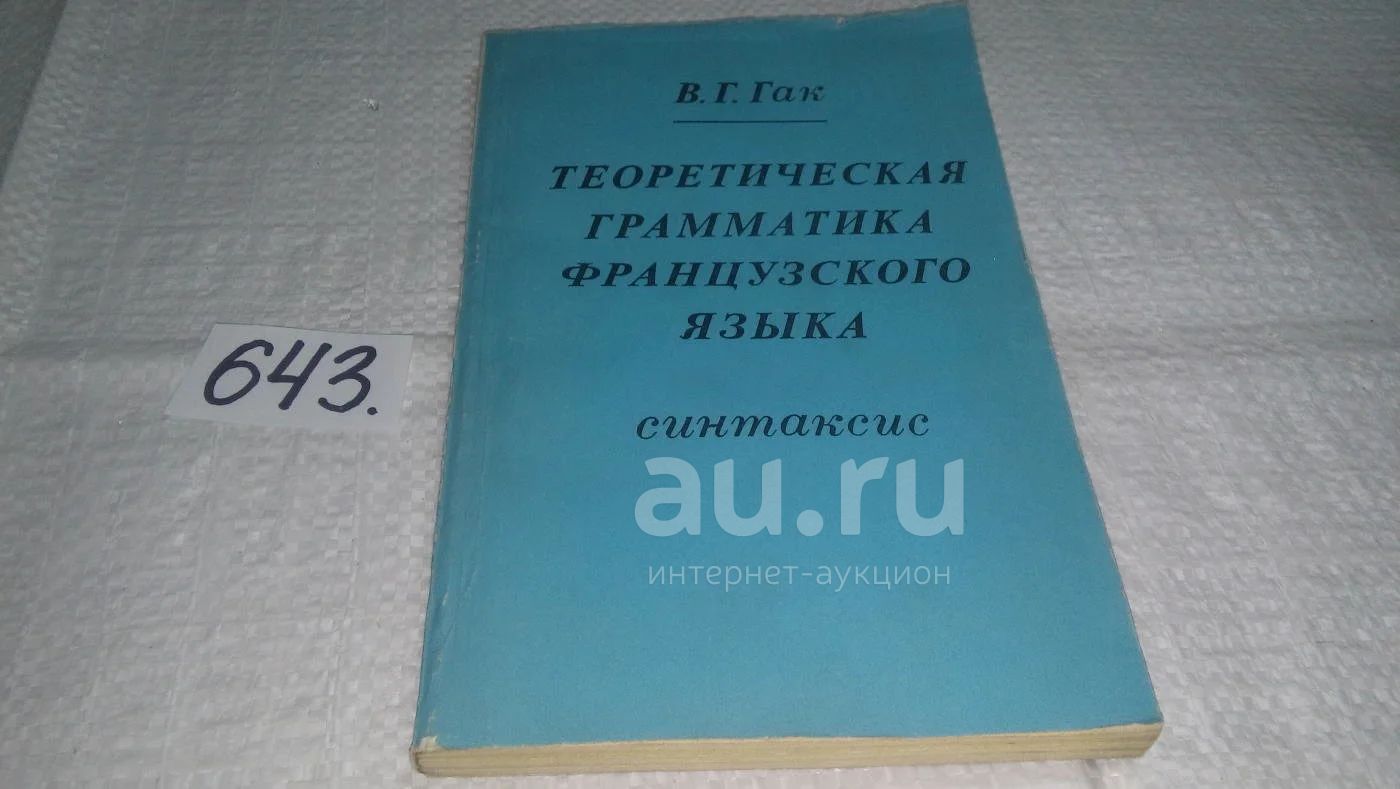 В. Г. Гак
ТЕОРЕТИЧЕСКАЯ
ГРАММАТИКА
ФРАНЦУЗСКОГО
ЯЗЫКА
синтаксис
643.
au.ru
интернет-аукцион